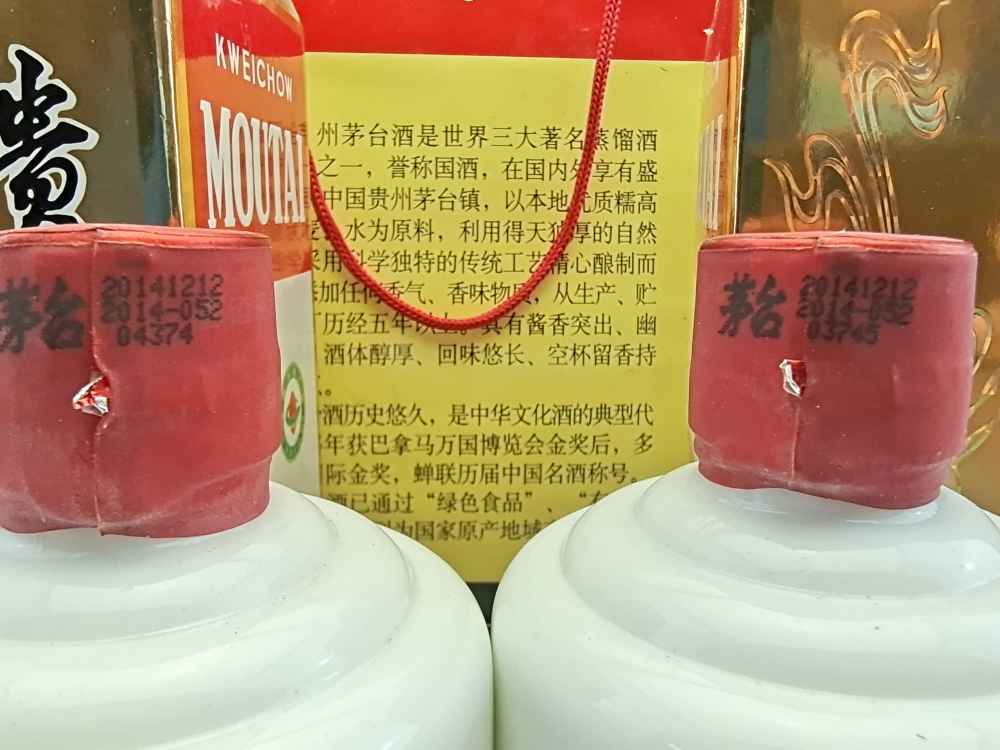 贵
KWEICHOW
MOUTAI
州茅台酒是世界三大著名蒸馏酒
之一，誉称国酒，在国内外享有盛
中国贵州茅台镇，以本地优质糯高
麦、水为原料，利用得天独厚的自然
采用科学独特的传统工艺精心酿制而
添加任何香气、香味物质，从生产、贮
厂历经五年以上。具有酱香突出、幽
酒体醇厚、回味悠长、空杯留香持
酒历史悠久，是中华文化酒的典型代
年获巴拿马万国博览会金奖后，多
国际金奖，蝉联历届中国名酒称号。
酒已通过“绿色食品”、“有
为国家原产地域
茅台
20141212
2014-052
04374
茅台
20141212
2014-052
03745